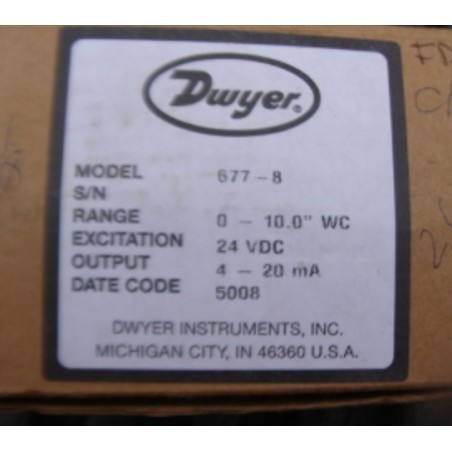 Dwyer®
MODEL 677-8
S/N
RANGE 0 - 10.0" WC
EXCITATION 24 VDC
OUTPUT 4 - 20 mA
DATE CODE 5008
DWYER INSTRUMENTS, INC.
MICHIGAN CITY, IN 46360 U.S.A.